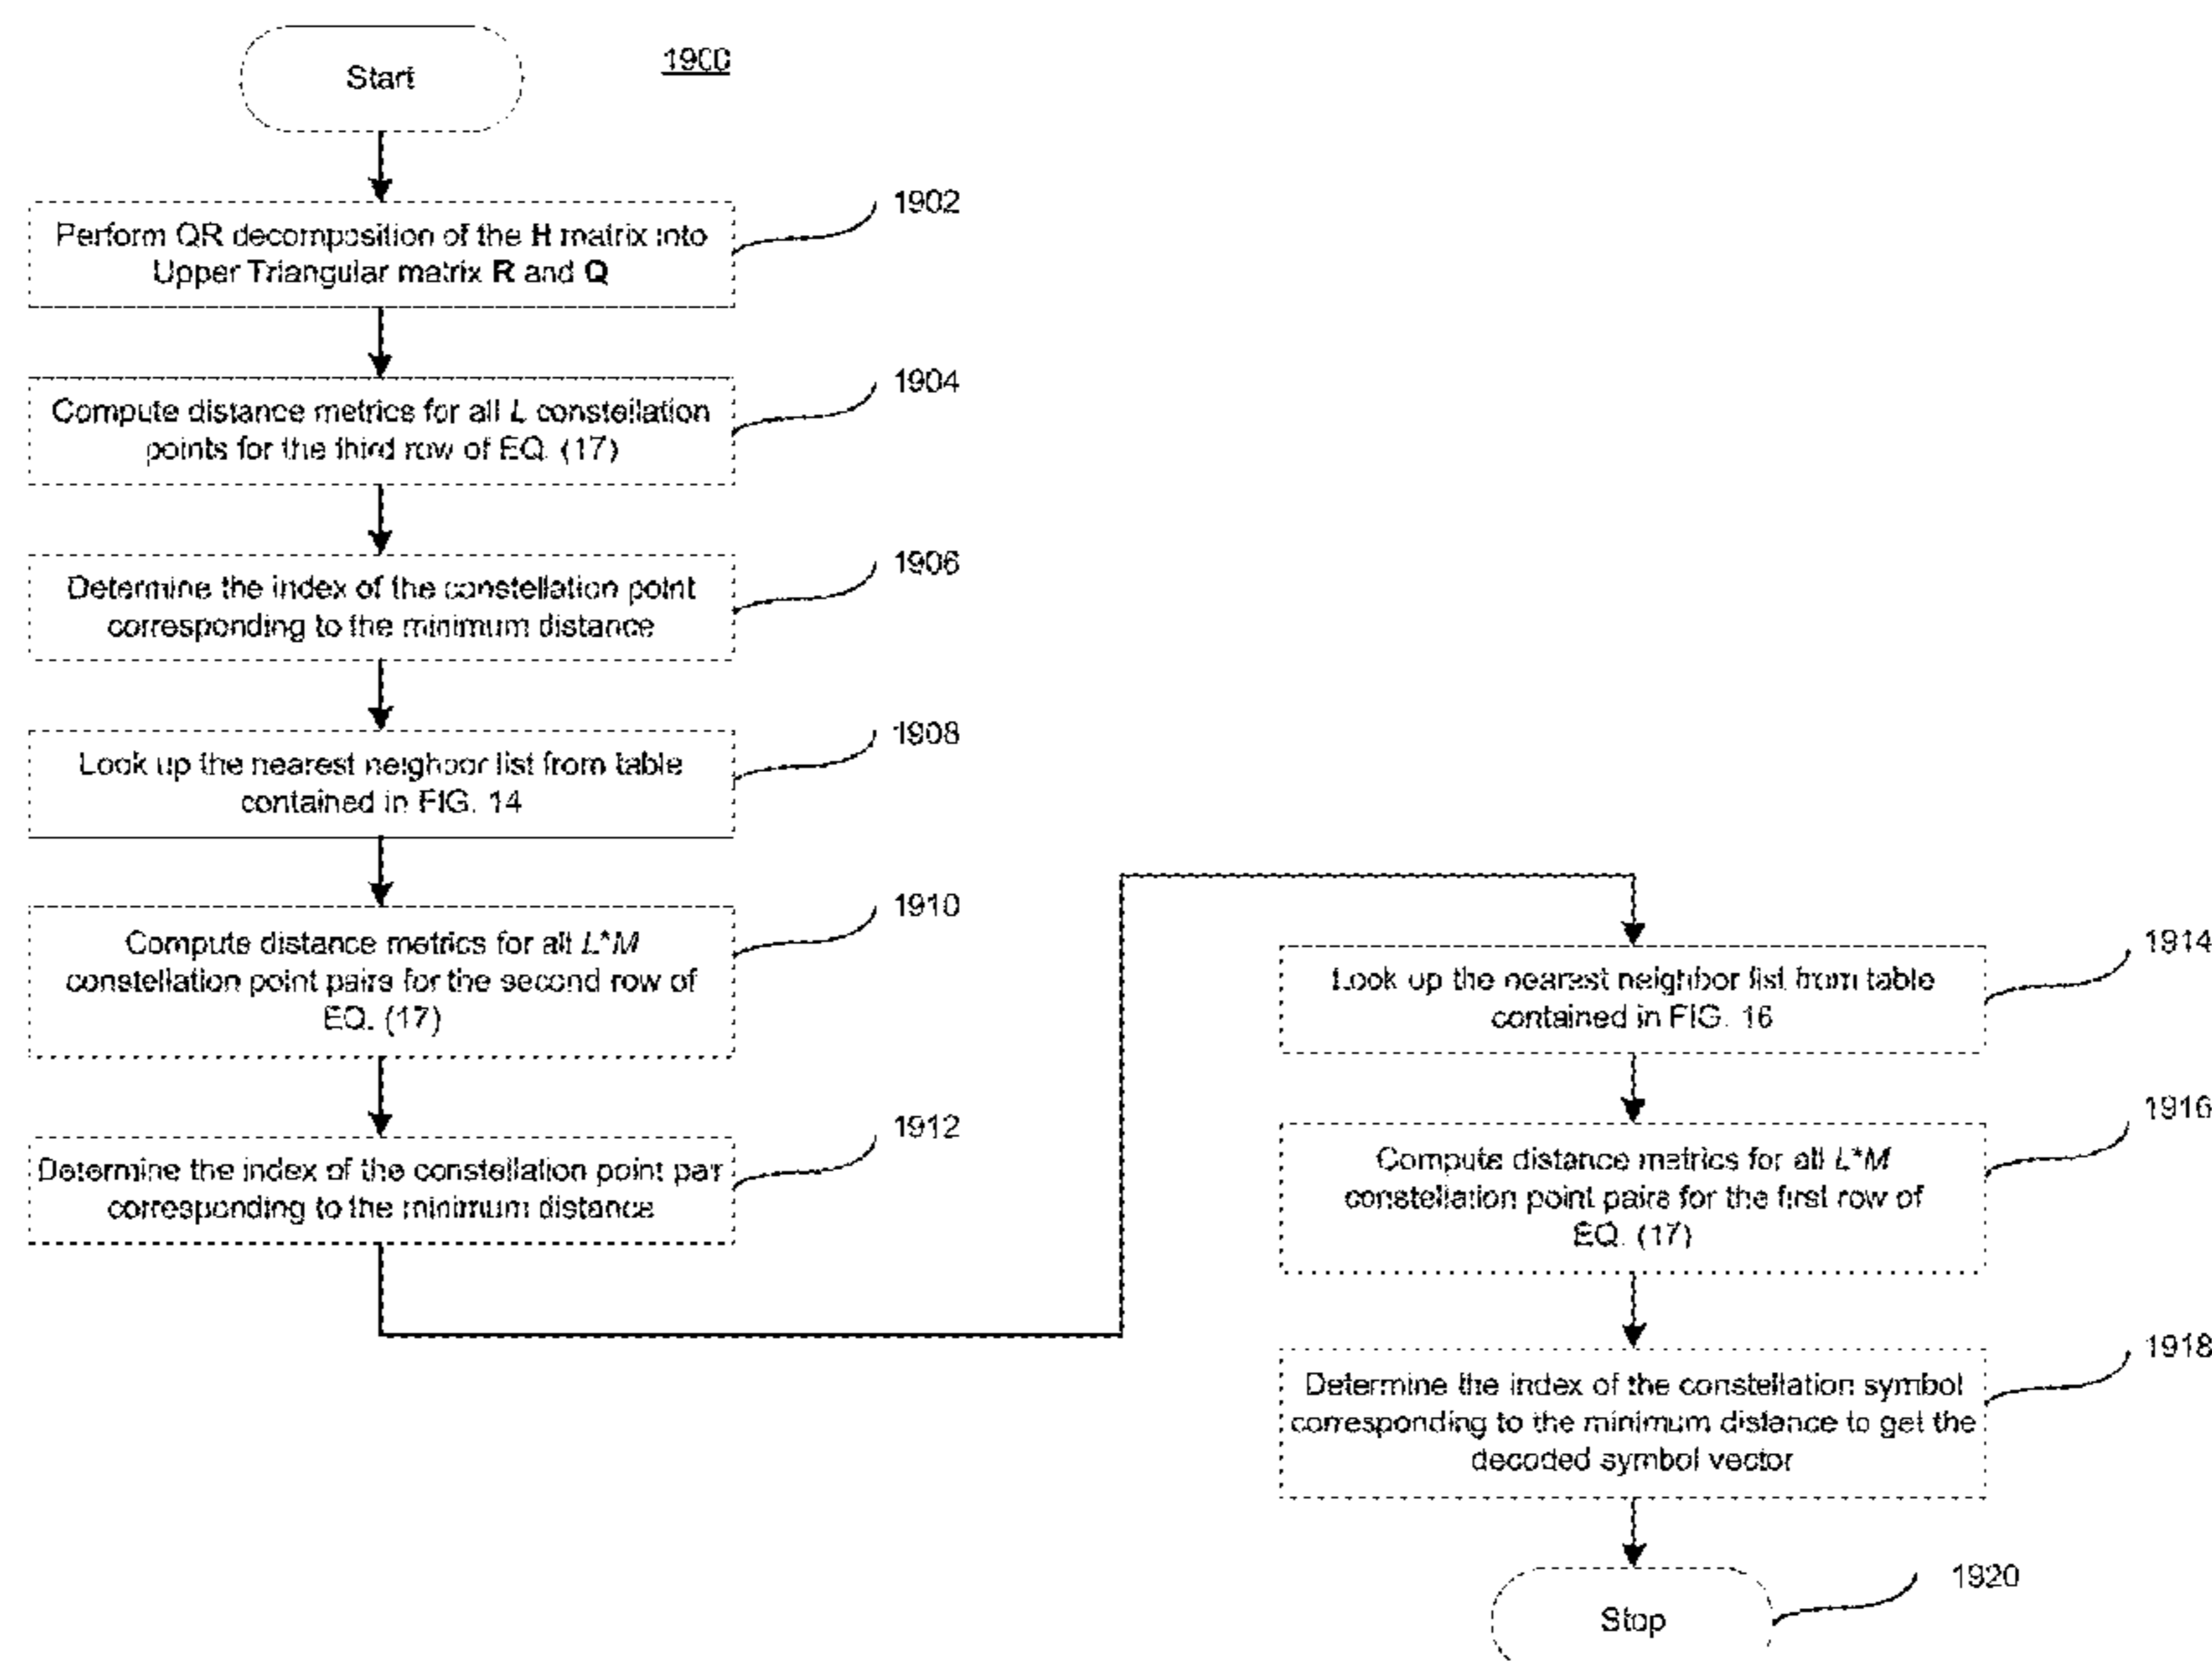 Start
1900
Perform QR decomposition of the H matrix into
Upper Triangular matrix R and Q
1902
Compute distance metrics for all L constellation
points for the third row of EQ. (17)
1904
Determine the index of the constellation point
corresponding to the minimum distance
1906
Look up the nearest neighbor list from table
contained in FIG. 14
1908
Compute distance metrics for all L*M
constellation point pairs for the second row of
EQ. (17)
1910
Determine the index of the constellation point pair
corresponding to the minimum distance
1912
Look up the nearest neighbor list from table
contained in FIG. 16
1914
Compute distance metrics for all L*M
constellation point pairs for the first row of
EQ. (17)
1916
Determine the index of the constellation symbol
corresponding to the minimum distance to get the
decoded symbol vector
1918
Stop
1920